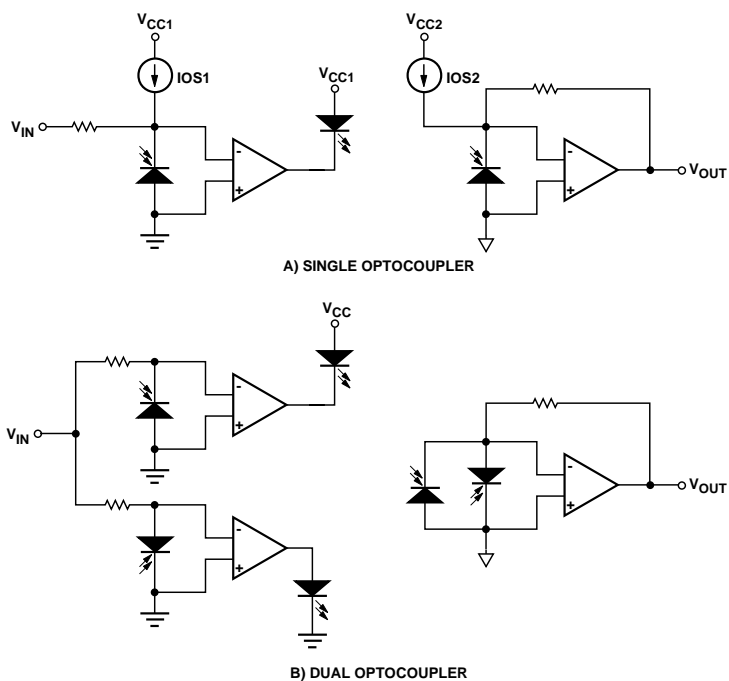 VCC1
IOS1
VCC1
VIN
-
+
VCC2
IOS2
-
+
VOUT
A) SINGLE OPTOCOUPLER
VCC
VIN
-
+
-
+
-
+
VOUT
B) DUAL OPTOCOUPLER